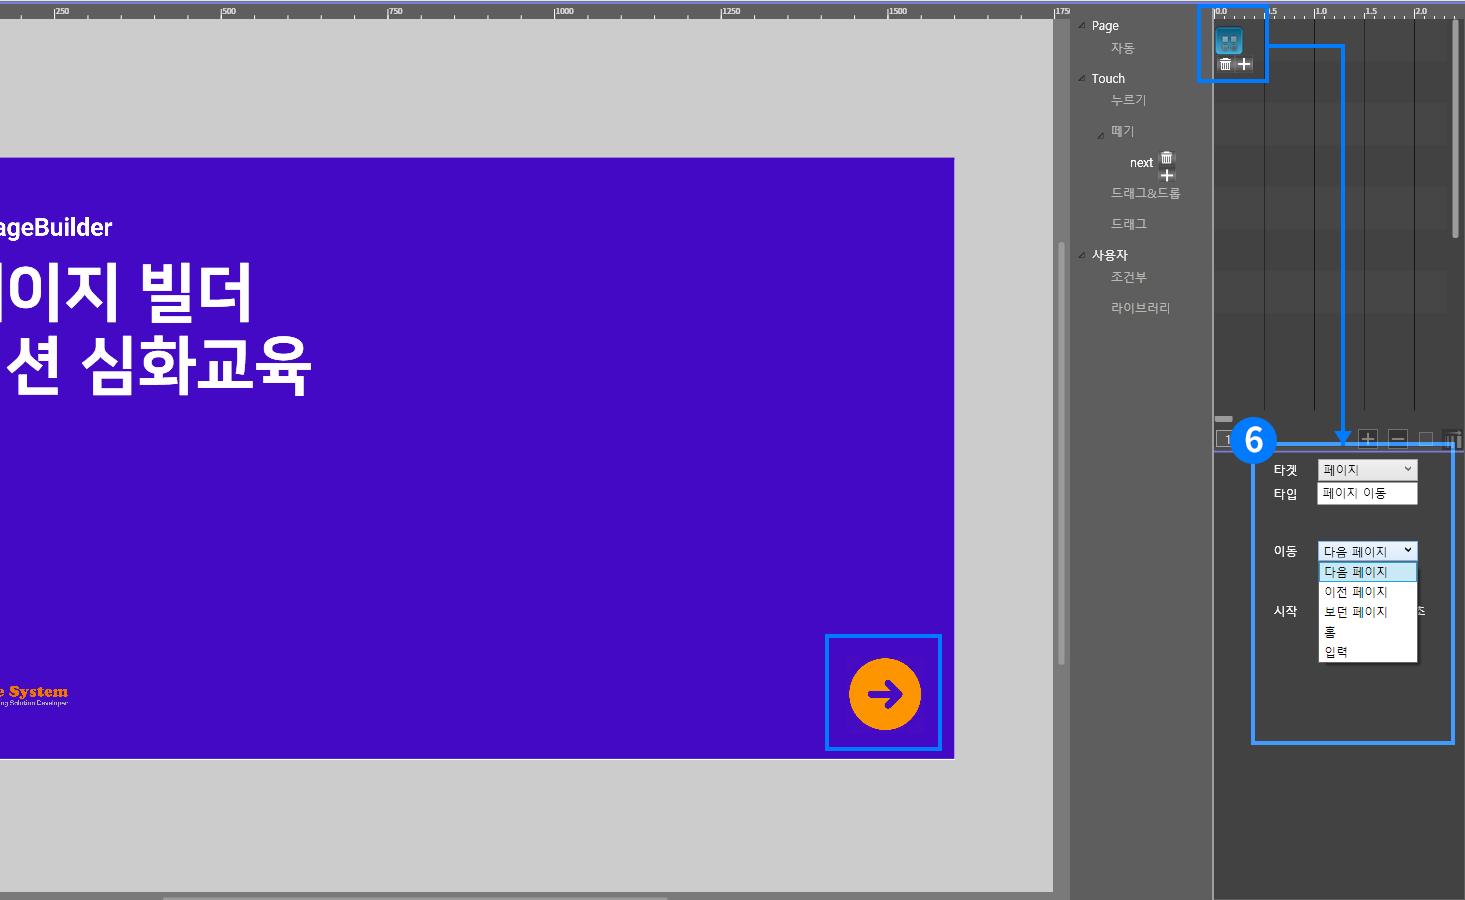 250
500
750
1000
1250
1500
175
0.0
.5
1.0
1.5
2.0
Page
자동
Touch
누르기
떼기
next
드래그&드롭
드래그
사용자
조건부
라이브러리
ageBuilder
이지 빌더
션 심화교육
e System
ng Solution Developer
1
6
타겟 페이지
타입 페이지 이동
이동 다음 페이지
다음 페이지
이전 페이지
보던 페이지
홈
입력
시작
초